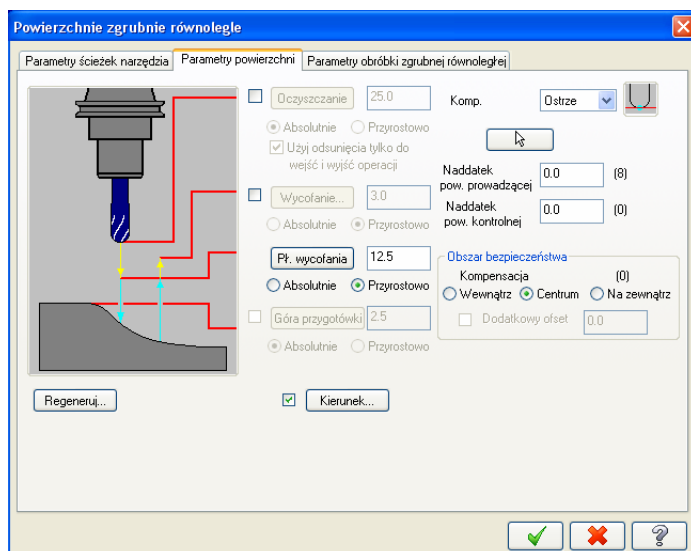 Powierzchnie zgrubnie równolegle
Parametry ścieżek narzędzia
Parametry powierzchni
Parametry obróbki zgrubnej równoległej
Oczyszczanie
25.0
Absolutnie
Przyrostowo
Użyj odsunięcia tylko do
wejść i wyjść operacji
Wycofanie...
3.0
Absolutnie
Przyrostowo
Pł. wycofania
12.5
Absolutnie
Przyrostowo
Góra przygotówki
2.5
Absolutnie
Przyrostowo
Regeneruj...
Kierunek...
Komp.
Ostrze
Naddatek
pow. prowadzącej
0.0
(8)
Naddatek
pow. kontrolnej
0.0
(0)
Obszar bezpieczeństwa
Kompensacja
(0)
Wewnątrz
Centrum
Na zewnątrz
Dodatkowy ofset
0.0